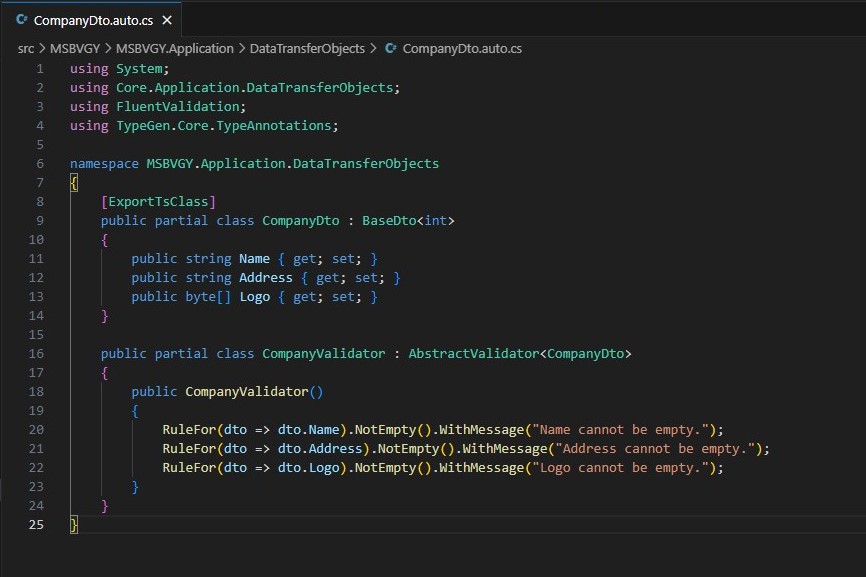 CompanyDto.auto.cs
src > MSBVGY > MSBVGY.Application > DataTransferObjects > CompanyDto.auto.cs
1 using System;
2 using Core.Application.DataTransferObjects;
3 using FluentValidation;
4 using TypeGen.Core.TypeAnnotations;
5
6 namespace MSBVGY.Application.DataTransferObjects
7 {
8     [ExportTsClass]
9     public partial class CompanyDto : BaseDto<int>
10     {
11         public string Name { get; set; }
12         public string Address { get; set; }
13         public byte[] Logo { get; set; }
14     }
15
16     public partial class CompanyValidator : AbstractValidator<CompanyDto>
17     {
18         public CompanyValidator()
19         {
20             RuleFor(dto => dto.Name).NotEmpty().WithMessage("Name cannot be empty.");
21             RuleFor(dto => dto.Address).NotEmpty().WithMessage("Address cannot be empty.");
22             RuleFor(dto => dto.Logo).NotEmpty().WithMessage("Logo cannot be empty.");
23         }
24     }
25 }